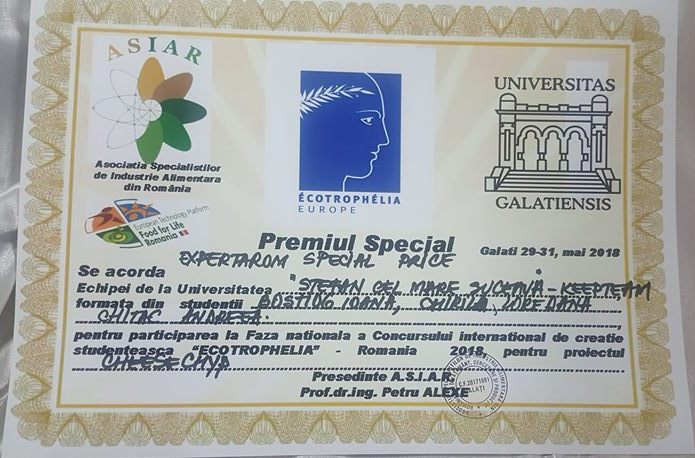 ASIAR
Asociatia Specialistilor
de Industrie Alimentara
din România
European Technology Platform
Food for Life
Romania
ECOTROPHÉLIA
EUROPE
UNIVERSITAS
GALATIENSIS
Premiul Special
Galati 29-31, mai 2018
EXPERTAROM SPECIAL PRICE
Se acorda
Echipei de la Universitatea "STEFAN CEL MARE SUCEAVA" - KEEPTEAM
formata din studentii BOSTIOG IOANA, CHIRILA LOREDANA
CHITAC ANDREEA.
pentru participarea la Faza nationala a Concursului international de creatie
studenteasca "ECOTROPHELIA" - Romania 2018, pentru proiectul
CHEESECHYP
Presedinte A.S.I.A.R.
Prof.dr.ing. Petru ALEXE